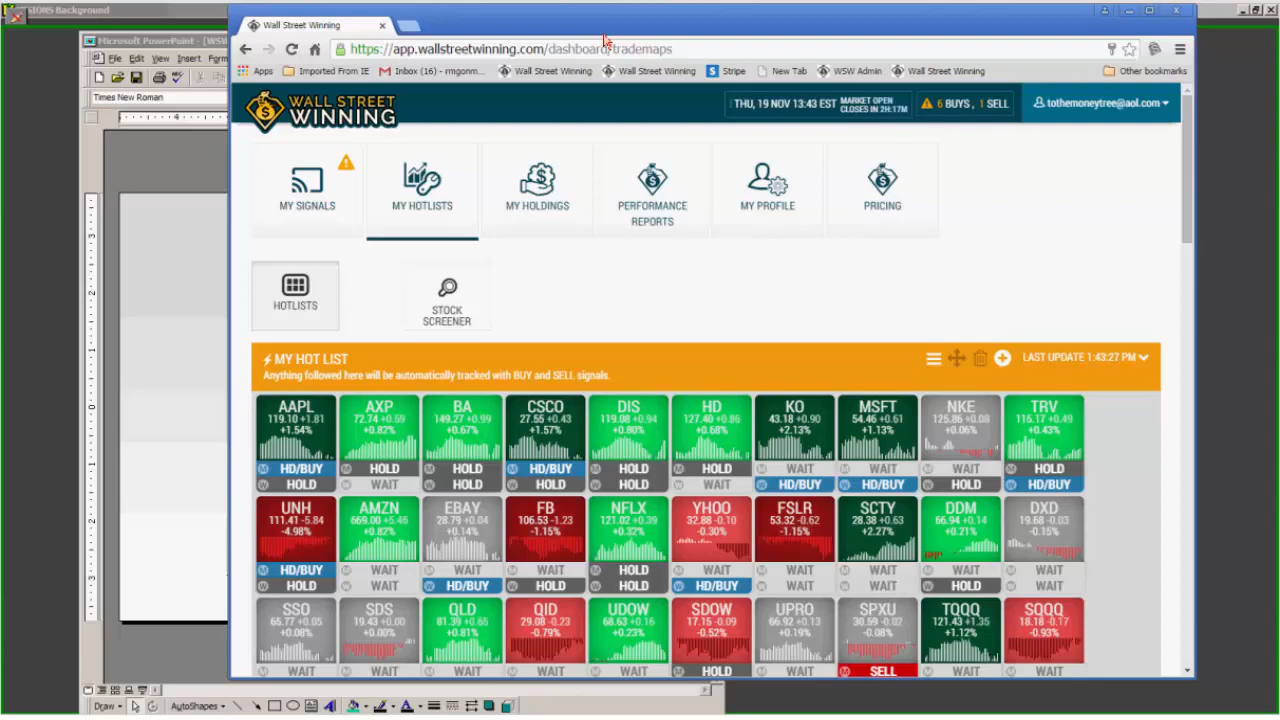 Wall Street Winning
Microsoft PowerPoint - [WSW
File Edit View Insert Forma
Times New Roman
https://app.wallstreetwinning.com/dashboard/trademaps
Apps Imported From IE Inbox (16) - rmgonm... Wall Street Winning Wall Street Winning Stripe New Tab WSW Admin Wall Street Winning Other bookmarks
WALL STREET
WINNING
THU, 19 NOV 13:43 EST MARKET OPEN CLOSES IN 2H:17M 6 BUYS, 1 SELL tothemoneytree@aol.com
MY SIGNALS MY HOTLISTS MY HOLDINGS PERFORMANCE REPORTS MY PROFILE PRICING
HOTLISTS STOCK SCREENER
MY HOT LIST LAST UPDATE 1:43:27 PM
Anything followed here will be automatically tracked with BUY and SELL signals.
AAPL AXP BA CSCO DIS HD KO MSFT NKE TRV
119.10 +1.81 72.74 +0.59 149.27 +0.99 27.55 +0.43 119.08 +0.94 127.40 +0.86 43.18 +0.90 54.46 +0.61 125.86 +0.08 115.17 +0.49
+1.54% +0.82% +0.67% +1.57% +0.80% +0.68% +2.13% +1.13% +0.06% +0.43%
M HD/BUY M HOLD M HOLD M HD/BUY M HOLD M HOLD M WAIT M WAIT M WAIT M HOLD
W HOLD W WAIT W HOLD W HOLD W HOLD W WAIT W HD/BUY W HD/BUY W HOLD W HD/BUY
UNH AMZN EBAY FB NFLX YHOO FSLR SCTY DDM DXD
111.41 -5.84 669.00 +5.46 28.79 +0.04 106.53 -1.23 121.02 +0.39 32.88 -0.10 53.32 -0.62 28.38 +0.63 66.94 +0.14 19.68 -0.03
-4.98% +0.82% +0.14% -1.15% +0.32% -0.30% -1.15% +2.27% +0.21% -0.15%
M HD/BUY M WAIT M WAIT M WAIT M HOLD M WAIT M WAIT M WAIT M WAIT M WAIT
W HOLD W WAIT W HD/BUY W HOLD W HOLD W HD/BUY W WAIT W WAIT W HOLD W WAIT
SSO SDS QLD QID UDOW SDOW UPRO SPXU TQQQ SQQQ
65.77 +0.05 19.43 +0.00 81.39 +0.65 29.08 -0.23 68.63 +0.16 17.15 -0.09 66.92 +0.13 30.59 -0.02 121.43 +1.35 18.18 -0.17
+0.08% +0.00% +0.81% -0.79% +0.23% -0.52% +0.19% -0.08% +1.12% -0.93%
WAIT WAIT WAIT WAIT WAIT HOLD WAIT M SELL WAIT WAIT
Draw AutoShapes